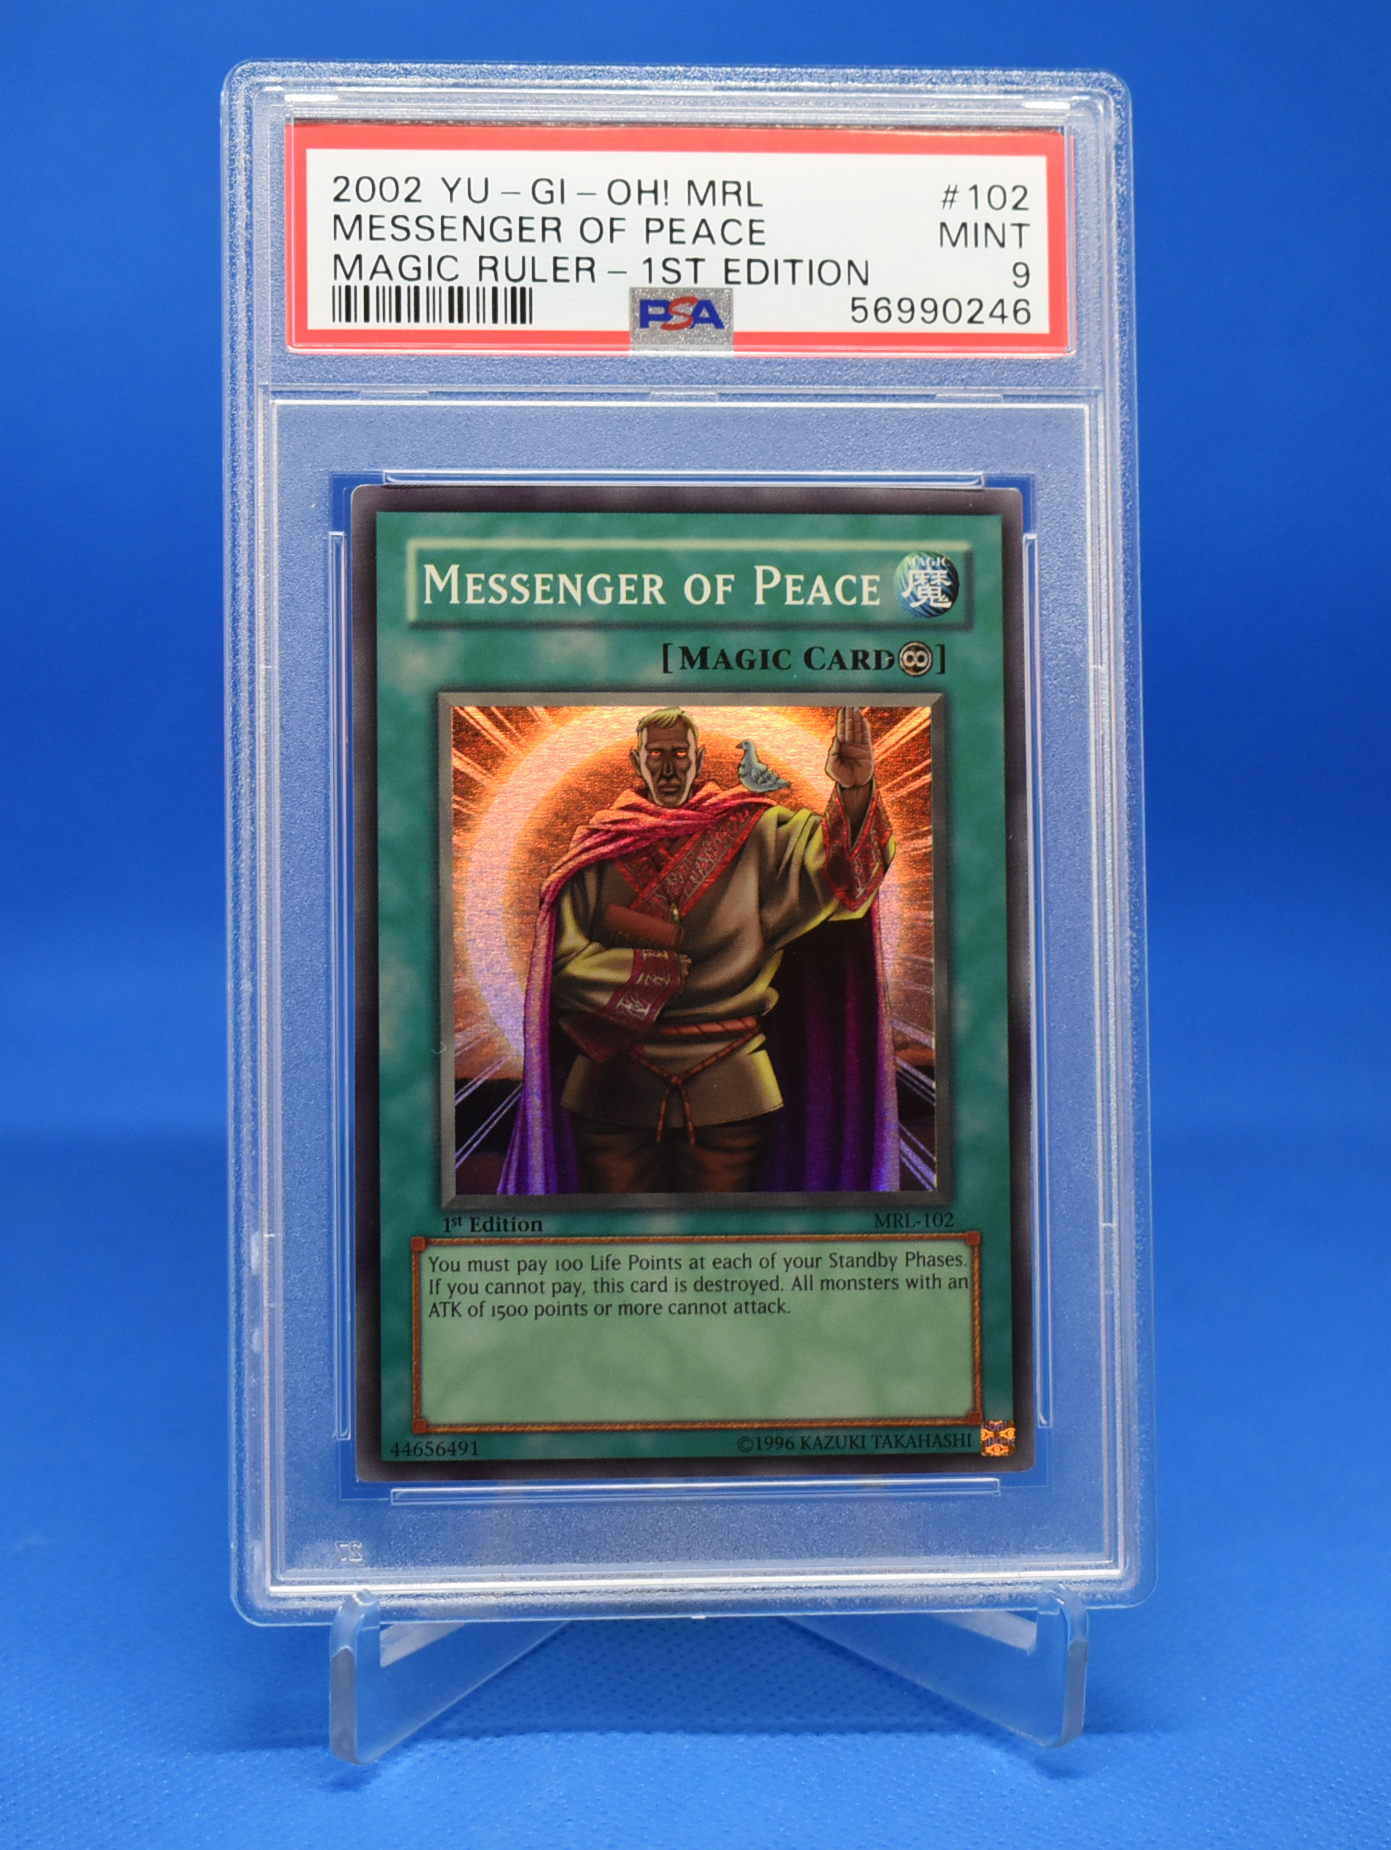 2002 YU-GI-OH! MRL #102
MESSENGER OF PEACE MINT
MAGIC RULER-1ST EDITION 9
PSA 56990246
MESSENGER OF PEACE
MAGIC
魔
[MAGIC CARD∞]
1st Edition MRL-102
You must pay 100 Life Points at each of your Standby Phases.
If you cannot pay, this card is destroyed. All monsters with an
ATK of 1500 points or more cannot attack.
44656491 ©1996 KAZUKI TAKAHASHI